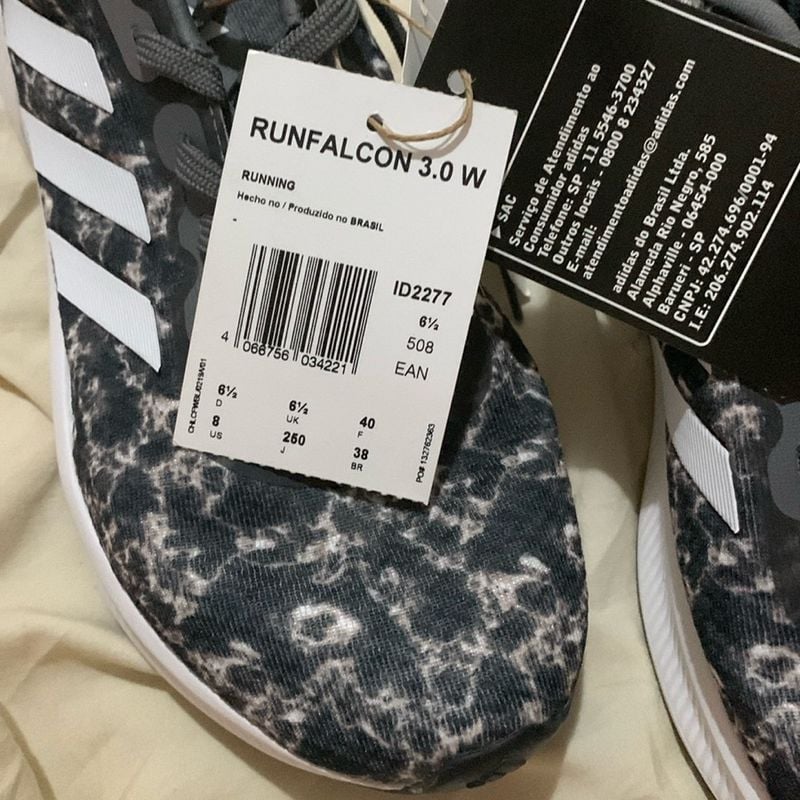 RUNFALCON 3.0 W
RUNNING
Hecho no / Produzido no BRASIL
-
ID2277
6½
508
EAN
4 066756 034221
6½
D
6½
UK
40
F
8
US
250
J
38
BR
PO# 132762363
▲ SAC
Serviço de Atendimento ao
Consumidor adidas
Telefone: SP - 11 5546-3700
Outros locais - 0800 8 234327
E-mail:
atendimentoadidas@adidas.com
adidas do Brasil Ltda.
Alameda Rio Negro, 585
Alphaville - 06454-000
Barueri - SP
CNPJ: 42.274.696/0001-94
I.E: 206.274.902.114